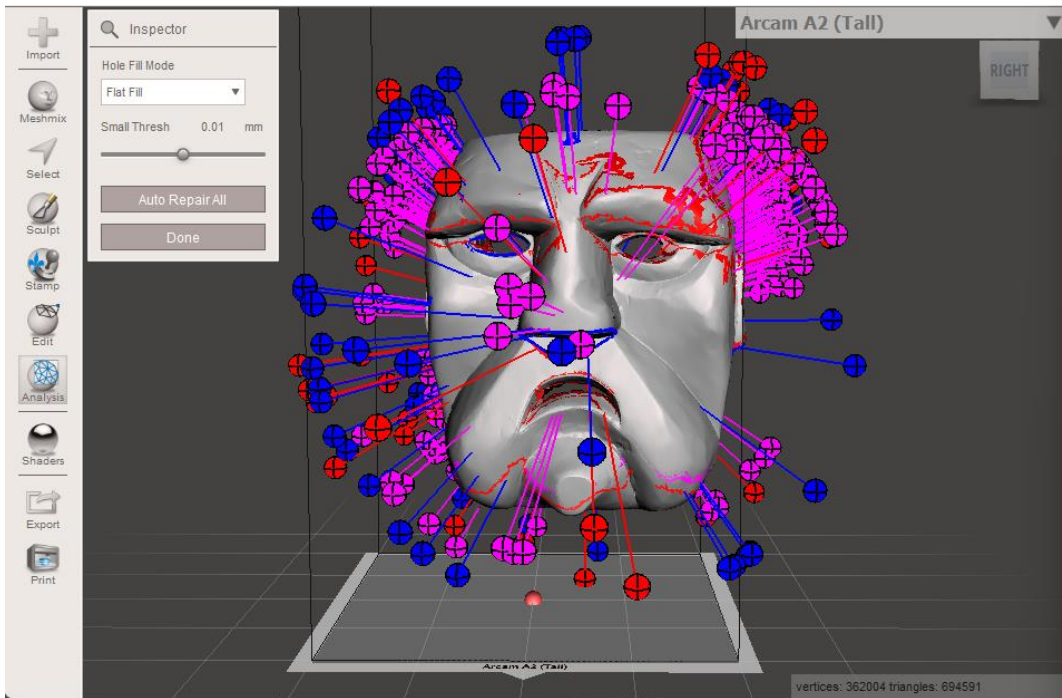 Import
Meshmix
Select
Sculpt
Stamp
Edit
Analysis
Shaders
Export
Print
Inspector
Hole Fill Mode
Flat Fill
Small Thresh 0.01 mm
Auto Repair All
Done
Arcam A2 (Tall)
RIGHT
Arcam A2 (Tall)
vertices: 362004 triangles: 694591